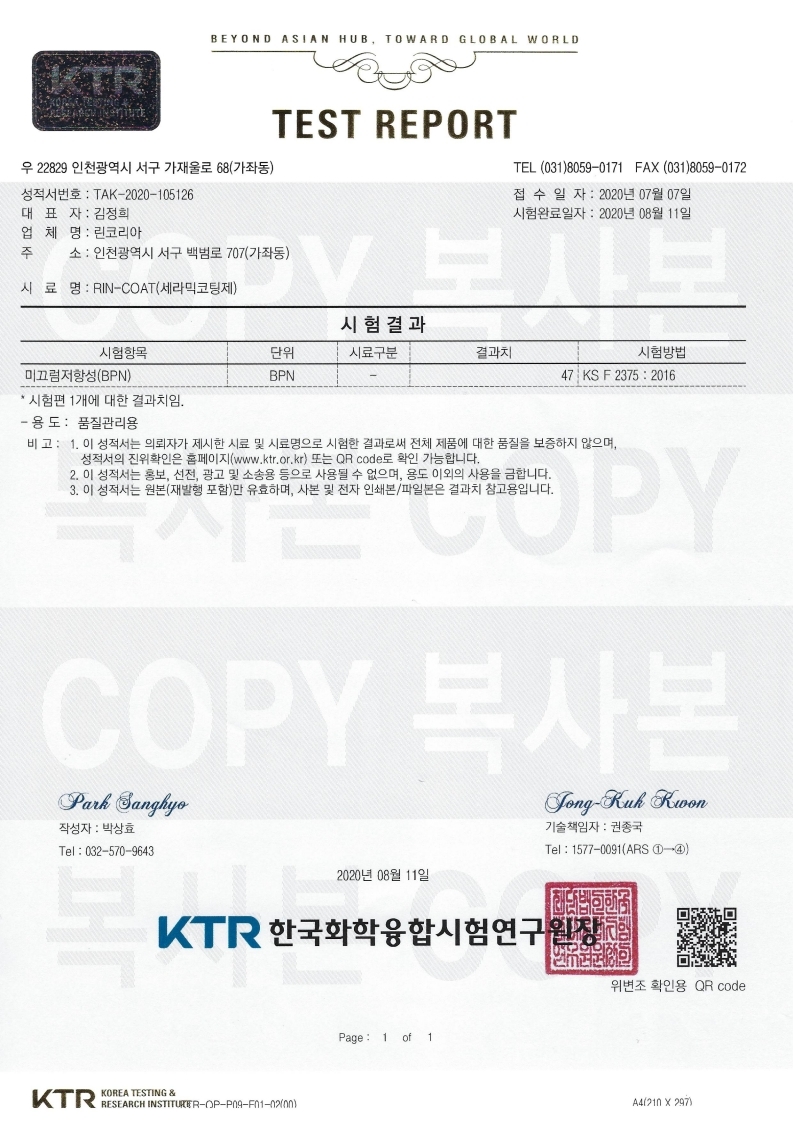 BEYOND ASIAN HUB, TOWARD GLOBAL WORLD
KTR
KOREA TESTING &
RESEARCH INSTITUTE
TEST REPORT
우 22829 인천광역시 서구 가재울로 68(가좌동) TEL (031)8059-0171 FAX (031)8059-0172
성적서번호 : TAK-2020-105126 접 수 일 자 : 2020년 07월 07일
대 표 자 : 김정희 시험완료일자 : 2020년 08월 11일
업 체 명 : 린코리아
주 소 : 인천광역시 서구 백범로 707(가좌동)
COPY 복사본
시 료 명 : RIN-COAT(세라믹코팅제)
시 험 결 과
시험항목 단위 시료구분 결과치 시험방법
미끄럼저항성(BPN) BPN - 47 KS F 2375 : 2016
* 시험편 1개에 대한 결과치임.
- 용 도 : 품질관리용
비 고 : 1. 이 성적서는 의뢰자가 제시한 시료 및 시료명으로 시험한 결과로써 전체 제품에 대한 품질을 보증하지 않으며,
성적서의 진위확인은 홈페이지(www.ktr.or.kr) 또는 QR code로 확인 가능합니다.
2. 이 성적서는 홍보, 선전, 광고 및 소송용 등으로 사용될 수 없으며, 용도 이외의 사용을 금합니다.
3. 이 성적서는 원본(재발행 포함)만 유효하며, 사본 및 전자 인쇄본/파일본은 결과치 참고용입니다.
복사본 COPY
COPY 복사본
Park Sanghyo Jong-Kuk Kwon
작성자 : 박상효 기술책임자 : 권종국
Tel : 032-570-9643 Tel : 1577-0091(ARS ①→④)
2020년 08월 11일
복사본 COPY
KTR 한국화학융합시험연구원장
위변조 확인용 QR code
Page : 1 of 1
KTR KOREA TESTING &
RESEARCH INSTITUTE KTR-QP-P09-F01-02(00) A4(210 X 297)